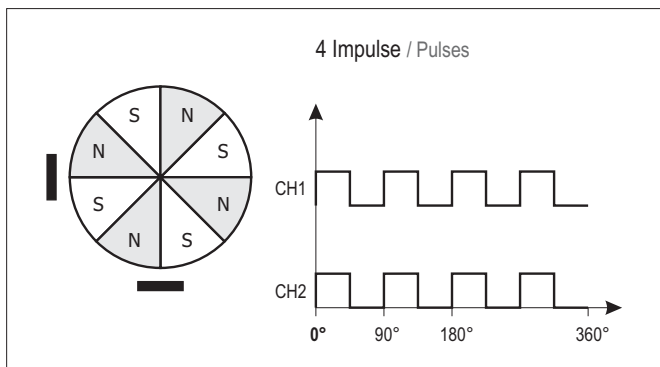 4 Impulse / Pulses
S N
N S
S N
N S
CH1
CH2
0° 90° 180° 360°